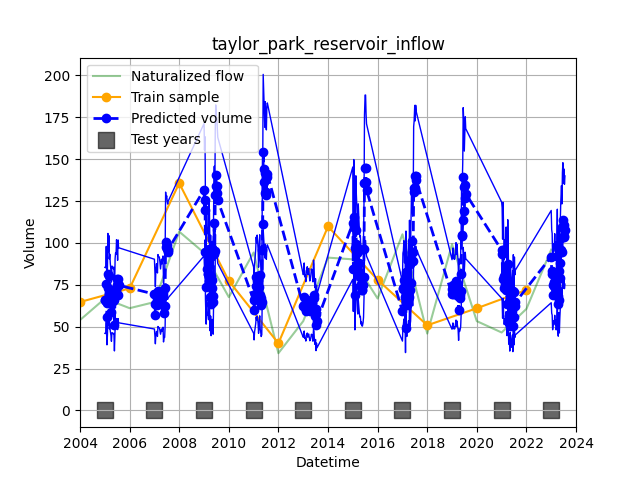 taylor_park_reservoir_inflow
Naturalized flow
Train sample
Predicted volume
Test years
200
175
150
125
100
75
50
25
0
Volume
2004 2006 2008 2010 2012 2014 2016 2018 2020 2022 2024
Datetime